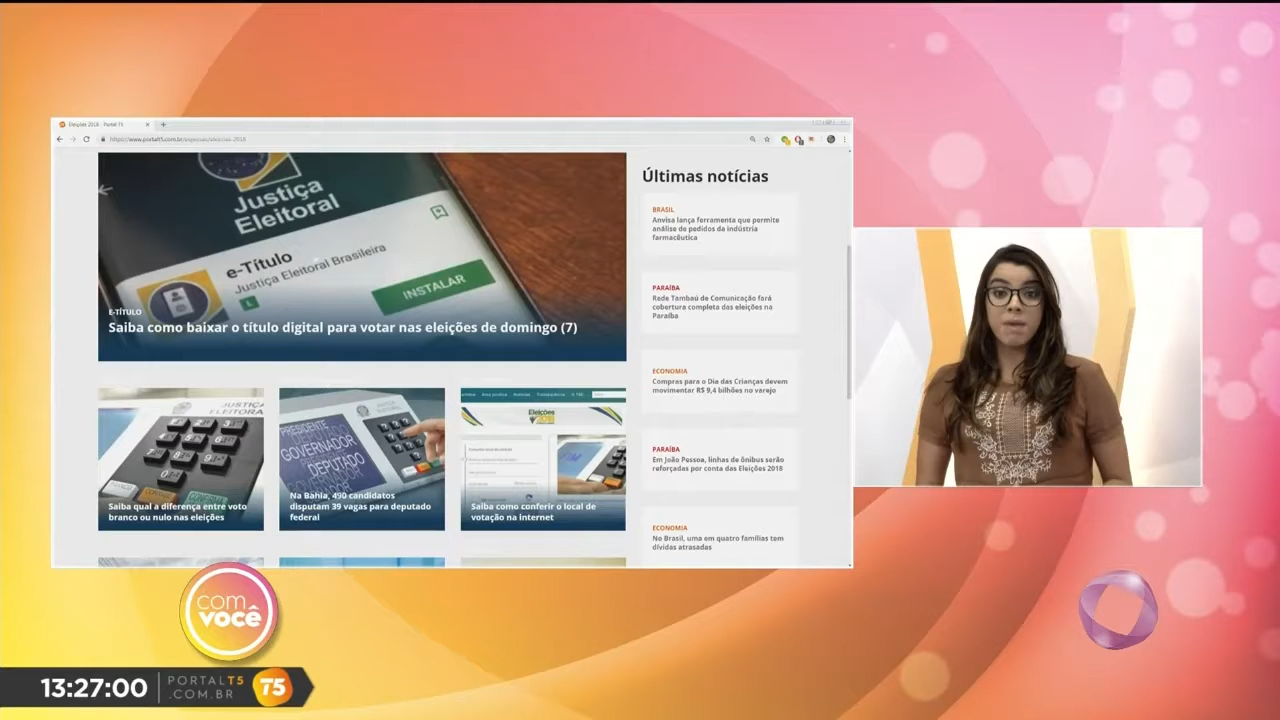 Eleições 2018 - Portal T5
https://www.portalt5.com.br/especiais/eleicoes-2018
Justiça
Eleitoral
e-Título
Justiça Eleitoral Brasileira
L
INSTALAR
E-TÍTULO
Saiba como baixar o título digital para votar nas eleições de domingo (7)
JUSTIÇA
ELEITORA
Saiba qual a diferença entre voto
branco ou nulo nas eleições
PRESIDENTE
GOVERNADOR
DEPUTADO
Na Bahia, 490 candidatos
disputam 39 vagas para deputado
federal
Eleições
2018
Saiba como conferir o local de
votação na internet
Últimas notícias
BRASIL
Anvisa lança ferramenta que permite
análise de pedidos da indústria
farmacêutica
PARAÍBA
Rede Tambaú de Comunicação fará
cobertura completa das eleições na
Paraíba
ECONOMIA
Compras para o Dia das Crianças devem
movimentar R$ 9,4 bilhões no varejo
PARAÍBA
Em João Pessoa, linhas de ônibus serão
reforçadas por conta das Eleições 2018
ECONOMIA
No Brasil, uma em quatro famílias tem
dívidas atrasadas
com
você
13:27:00
PORTALT5
.COM.BR
T5